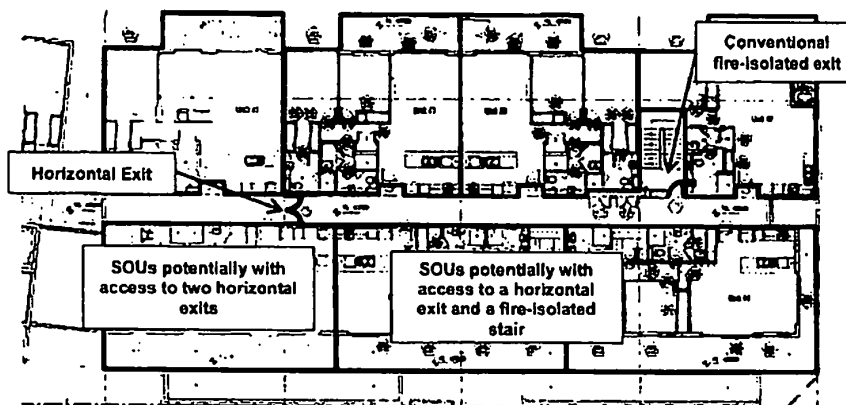 Conventional
fire-isolated exit
Horizontal Exit
SOUs potentially with
access to two horizontal
exits
SOUs potentially with
access to a horizontal
exit and a fire-isolated
stair